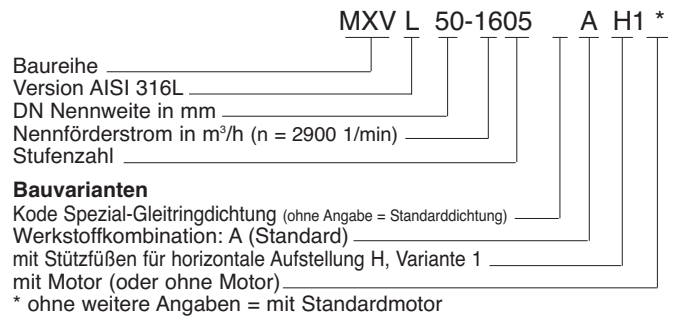 MXV L 50-1605 A H1 *
Baureihe
Version AISI 316L
DN Nennweite in mm
Nennförderstrom in m³/h (n = 2900 1/min)
Stufenzahl
Bauvarianten
Kode Spezial-Gleitringdichtung (ohne Angabe = Standarddichtung)
Werkstoffkombination: A (Standard)
mit Stützfüßen für horizontale Aufstellung H, Variante 1
mit Motor (oder ohne Motor)
* ohne weitere Angaben = mit Standardmotor